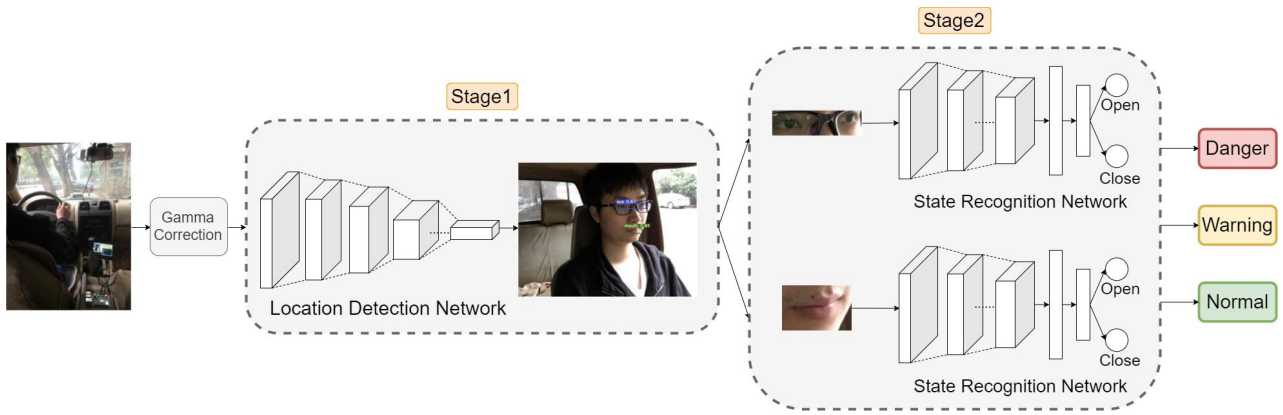 Stage1
Stage2
Gamma
Correction
Location Detection Network
Open
Close
State Recognition Network
Open
Close
State Recognition Network
Danger
Warning
Normal